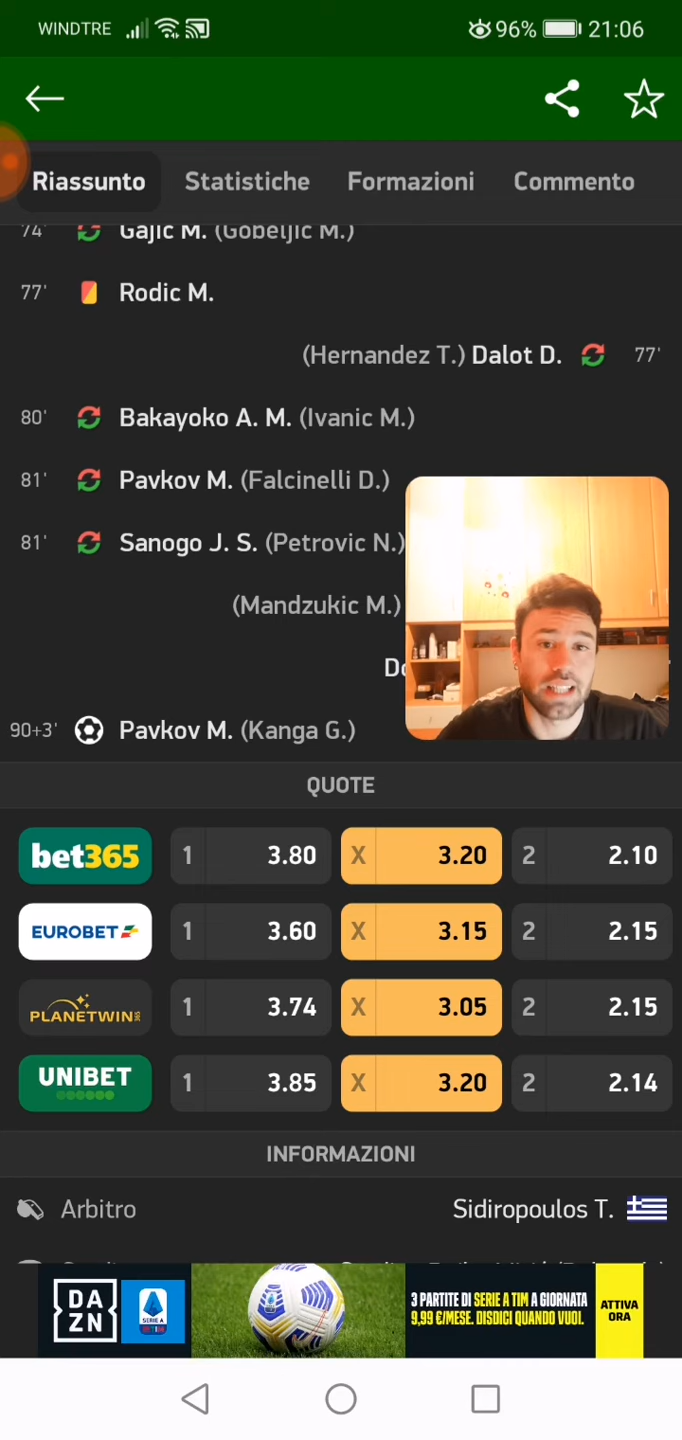 WINDTRE 96% 21:06
Riassunto Statistiche Formazioni Commento
74' Gajic M. (Gobeljic M.)
77' Rodic M.
(Hernandez T.) Dalot D. 77'
80' Bakayoko A. M. (Ivanic M.)
81' Pavkov M. (Falcinelli D.)
81' Sanogo J. S. (Petrovic N.)
(Mandzukic M.)
90+3' Pavkov M. (Kanga G.)
QUOTE
bet365 1 3.80 X 3.20 2 2.10
EUROBET 1 3.60 X 3.15 2 2.15
PLANETWIN365 1 3.74 X 3.05 2 2.15
UNIBET 1 3.85 X 3.20 2 2.14
INFORMAZIONI
Arbitro Sidiropoulos T.
DAZN SERIE A TIM 3 PARTITE DI SERIE A TIM A GIORNATA
9,99 €/MESE. DISDICI QUANDO VUOI.
ATTIVA
ORA